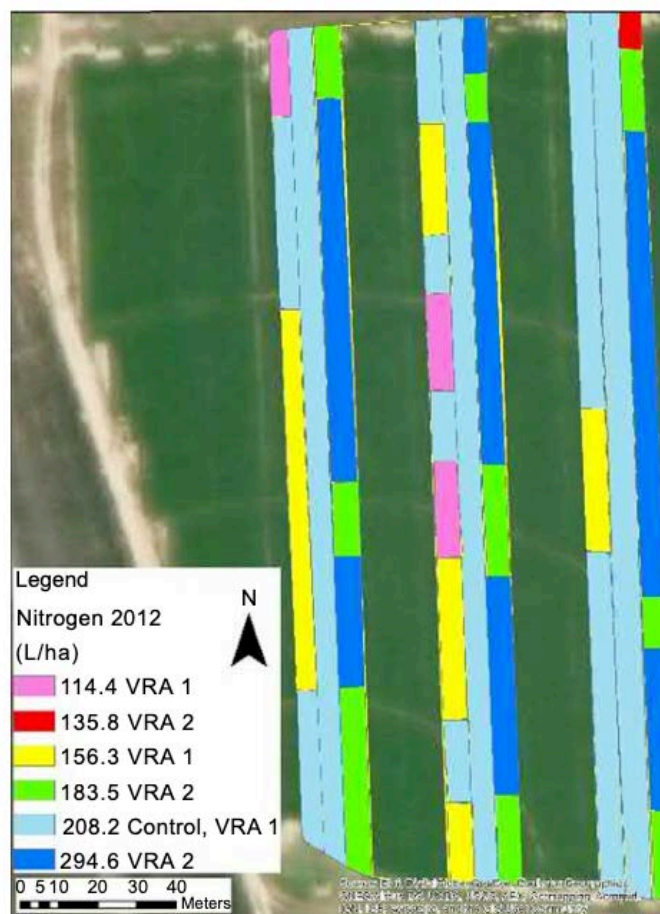 Legend
Nitrogen 2012
(L/ha)
N
114.4 VRA 1
135.8 VRA 2
156.3 VRA 1
183.5 VRA 2
208.2 Control, VRA 1
294.6 VRA 2
0 5 10 20 30 40
Meters